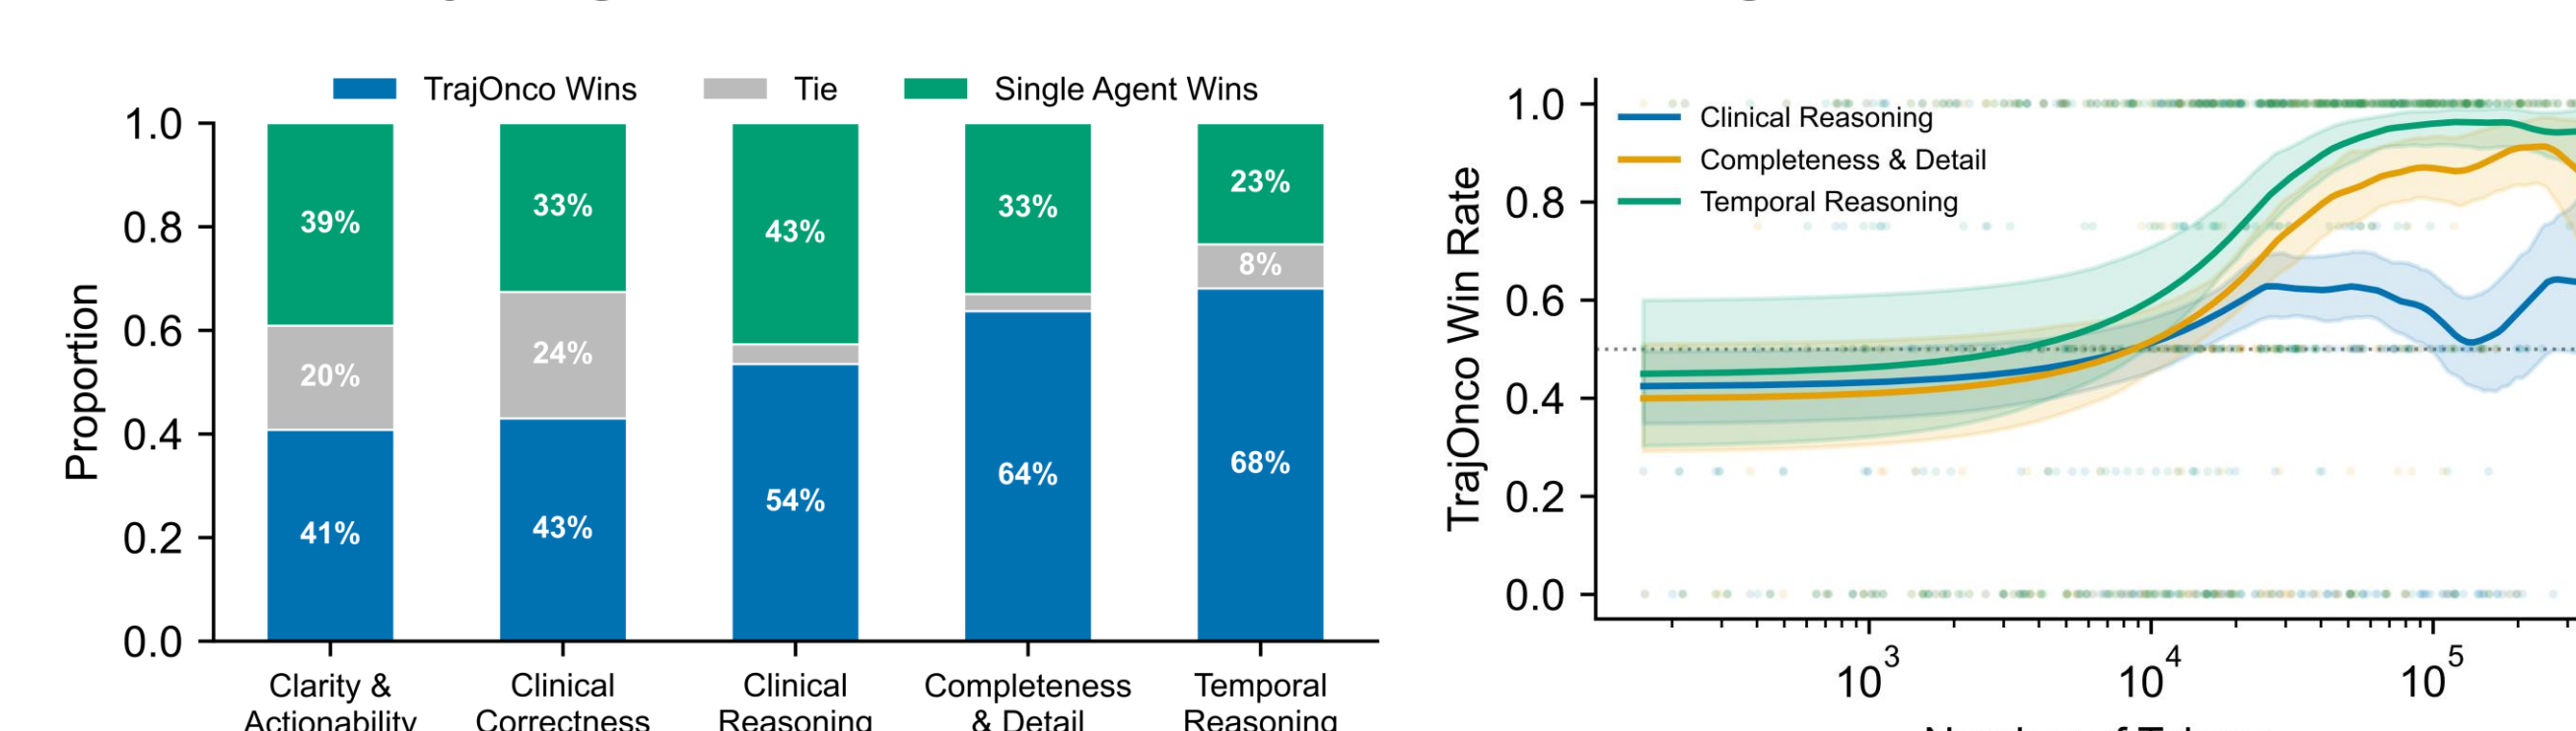 TrajOnco Wins Tie Single Agent Wins
Proportion
1.0
0.8
0.6
0.4
0.2
0.0
39% 33% 43% 33% 23%
20% 24% 8%
41% 43% 54% 64% 68%
Clarity & Clinical Clinical Completeness Temporal
Actionability Correctness Reasoning & Detail Reasoning
TrajOnco Win Rate
1.0
0.8
0.6
0.4
0.2
0.0
Clinical Reasoning
Completeness & Detail
Temporal Reasoning
10^3 10^4 10^5